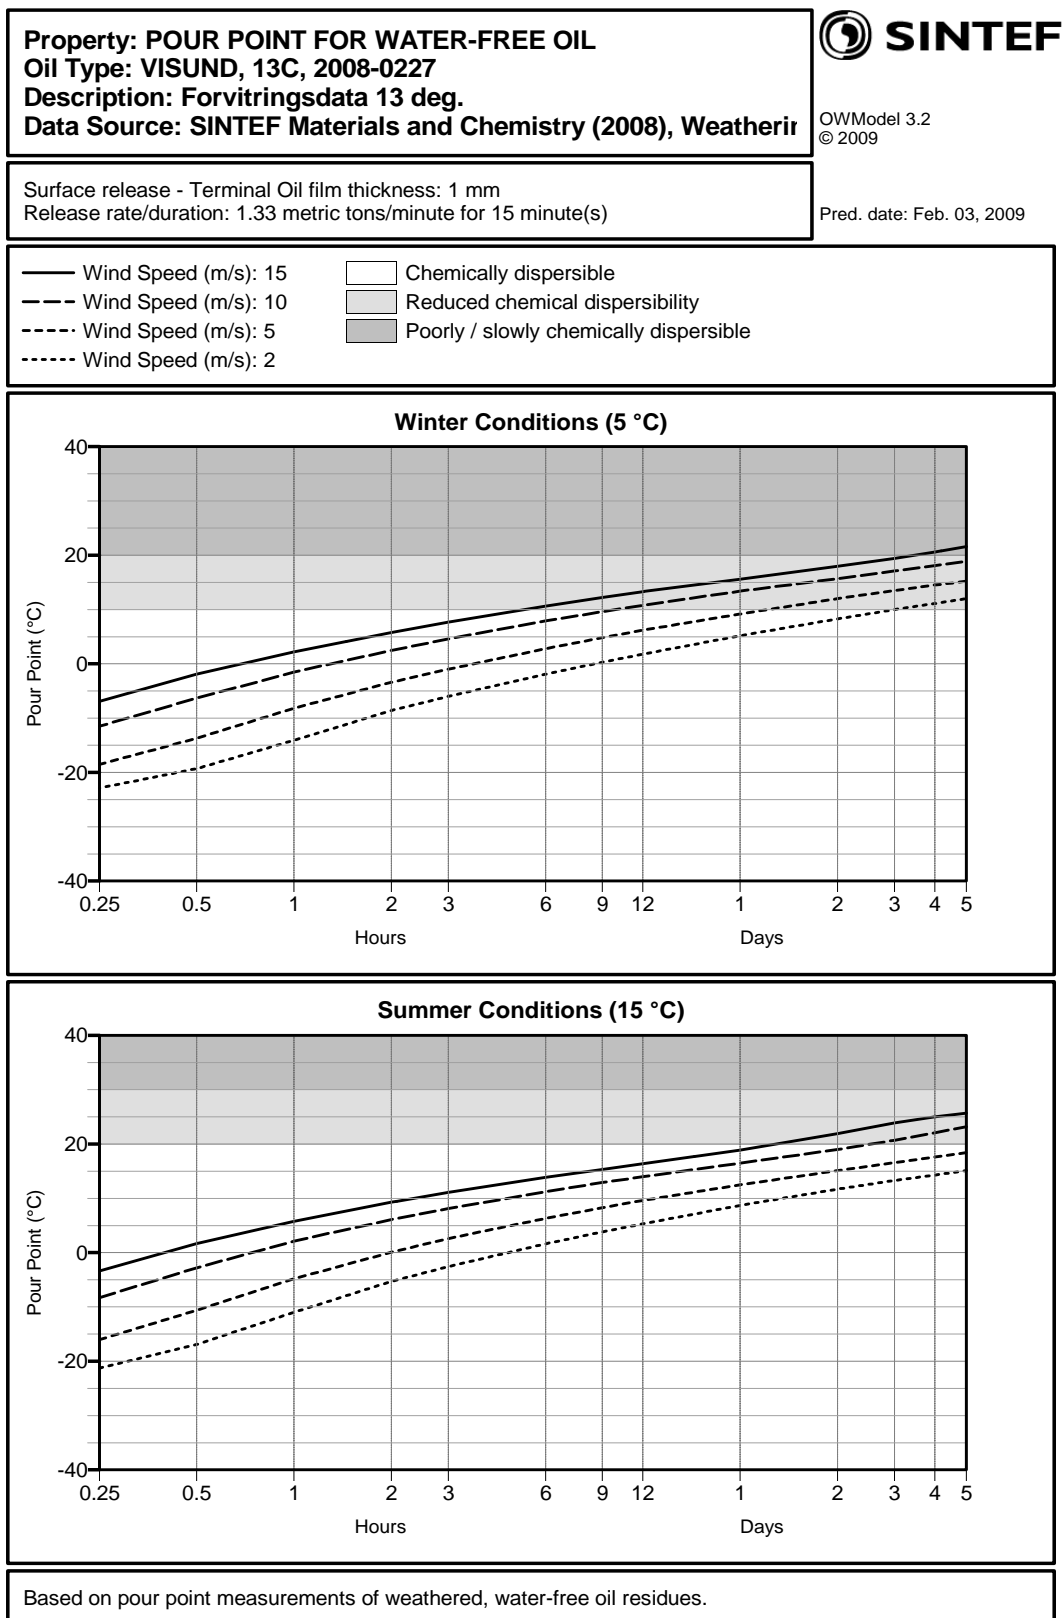 Property: POUR POINT FOR WATER-FREE OIL
Oil Type: VISUND, 13C, 2008-0227
Description: Forvitringsdata 13 deg.
Data Source: SINTEF Materials and Chemistry (2008), Weatherin
SINTEF
OWModel 3.2
© 2009
Surface release - Terminal Oil film thickness: 1 mm
Release rate/duration: 1.33 metric tons/minute for 15 minute(s)
Pred. date: Feb. 03, 2009
Wind Speed (m/s): 15
Wind Speed (m/s): 10
Wind Speed (m/s): 5
Wind Speed (m/s): 2
Chemically dispersible
Reduced chemical dispersibility
Poorly / slowly chemically dispersible
Winter Conditions (5 °C)
Pour Point (°C)
40
20
0
-20
-40
0.25 0.5 1 2 3 6 9 12 1 2 3 4 5
Hours Days
Summer Conditions (15 °C)
Pour Point (°C)
40
20
0
-20
-40
0.25 0.5 1 2 3 6 9 12 1 2 3 4 5
Hours Days
Based on pour point measurements of weathered, water-free oil residues.